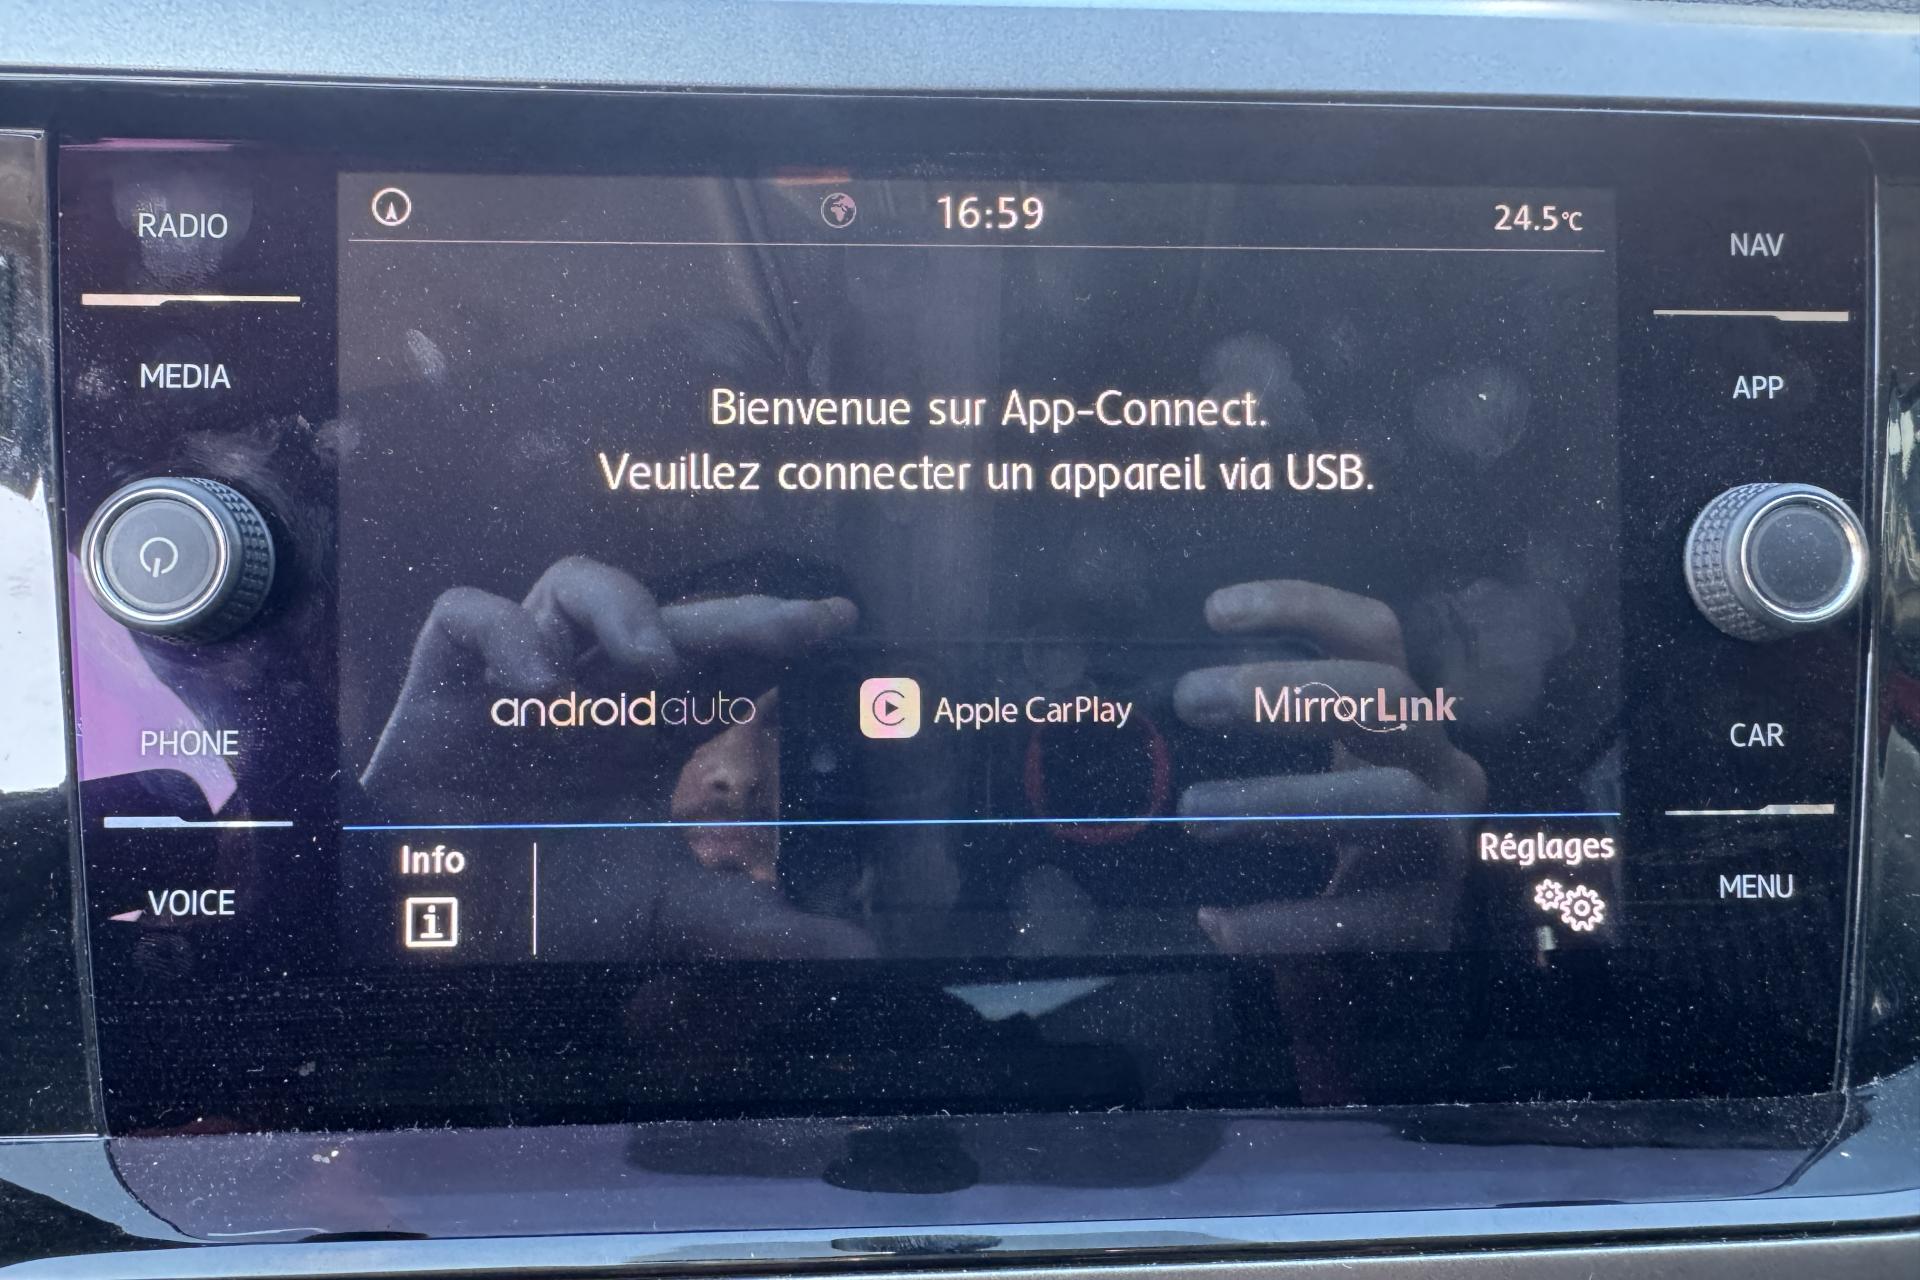 RADIO
MEDIA
PHONE
VOICE
16:59
24.5°C
Bienvenue sur App-Connect.
Veuillez connecter un appareil via USB.
androidauto
Apple CarPlay
MirrorLink
Info
i
Réglages
NAV
APP
CAR
MENU